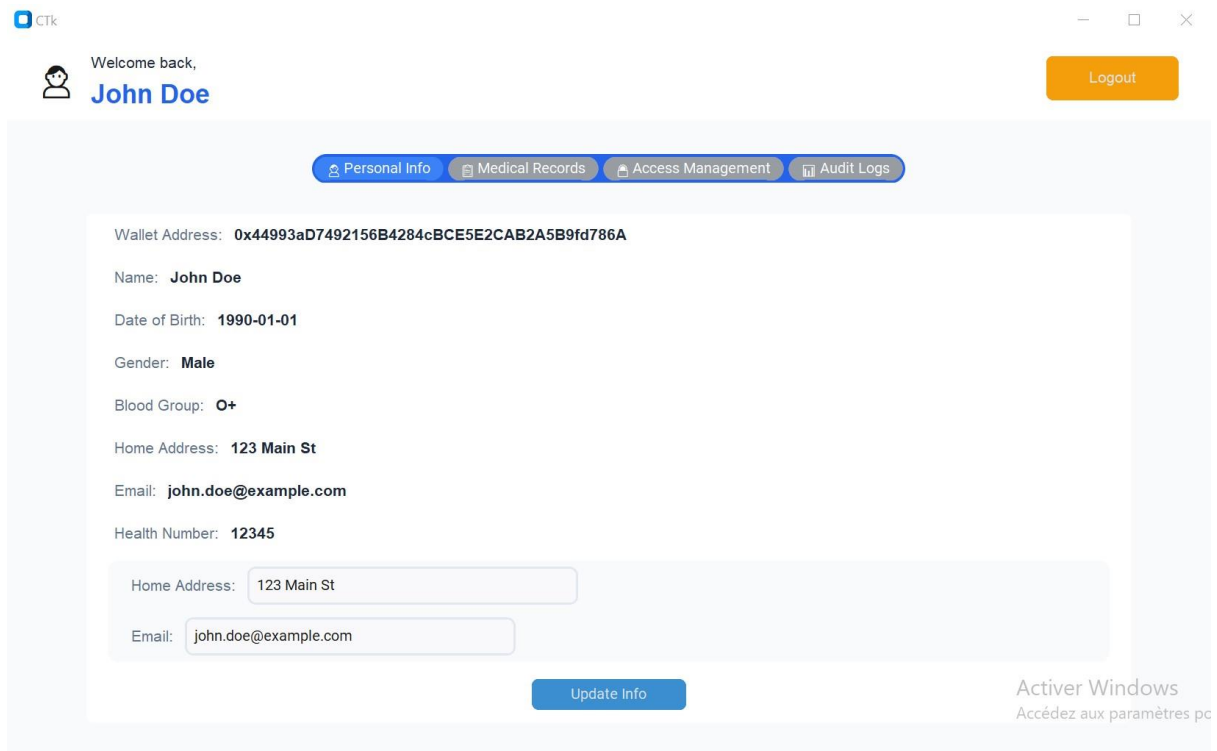 CTk
Welcome back,
John Doe
Logout
Personal Info Medical Records Access Management Audit Logs
Wallet Address: 0x44993aD7492156B4284cBCE5E2CAB2A5B9fd786A
Name: John Doe
Date of Birth: 1990-01-01
Gender: Male
Blood Group: O+
Home Address: 123 Main St
Email: john.doe@example.com
Health Number: 12345
Home Address: 123 Main St
Email: john.doe@example.com
Update Info
Activer Windows
Accédez aux paramètres po